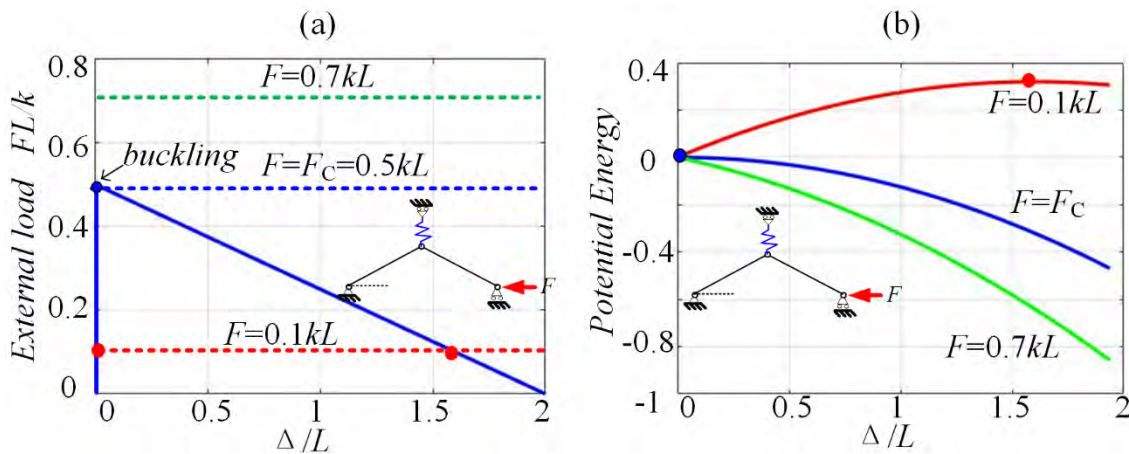 (a)
External load FL/k
0.8
0.6
0.4
0.2
0
F=0.7kL
buckling
F=F_C=0.5kL
F
F=0.1kL
0
0.5
1
1.5
2
Δ/L
(b)
Potential Energy
0.4
0
-0.4
-0.8
-1
F=0.1kL
F=F_C
F
F=0.7kL
0
0.5
1
1.5
2
Δ/L